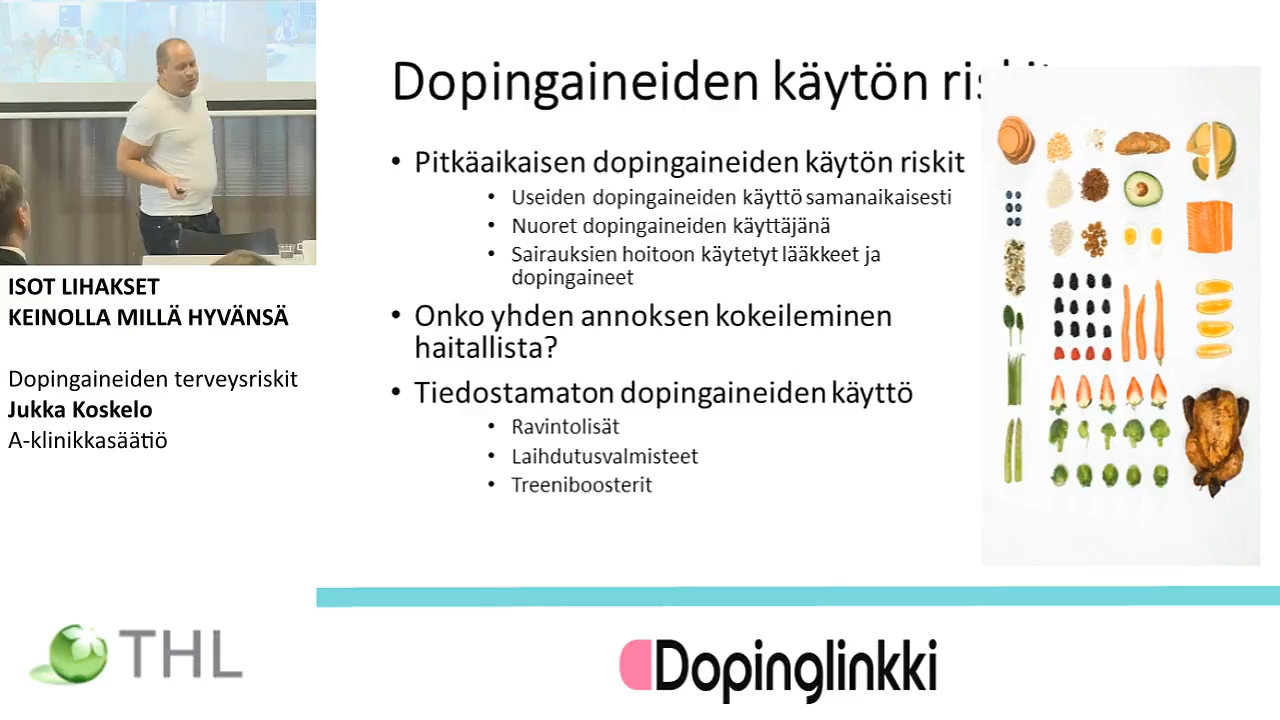 ISOT LIHAKSET
KEINOLLA MILLÄ HYVÄNSÄ
Dopingaineiden terveysriskit
Jukka Koskelo
A-klinikkasäätiö
THL
Dopingaineiden käytön riskit
• Pitkäaikaisen dopingaineiden käytön riskit
• Useiden dopingaineiden käyttö samanaikaisesti
• Nuoret dopingaineiden käyttäjänä
• Sairauksien hoitoon käytetyt lääkkeet ja
dopingaineet
• Onko yhden annoksen kokeileminen
haitallista?
• Tiedostamaton dopingaineiden käyttö
• Ravintolisät
• Laihdutusvalmisteet
• Treeniboosterit
Dopinglinkki